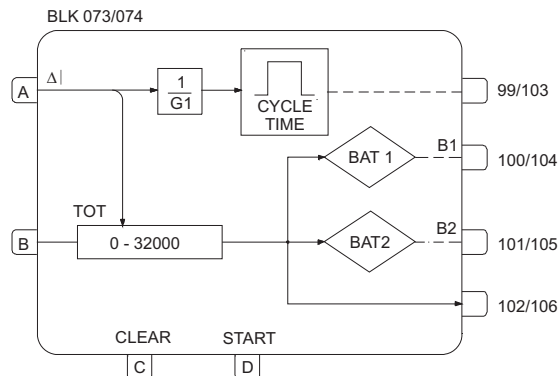 BLK 073/074
A
Δ|
1
G1
CYCLE
TIME
99/103
BAT 1
B1
100/104
TOT
B
0 - 32000
BAT2
B2
101/105
102/106
CLEAR
START
C
D